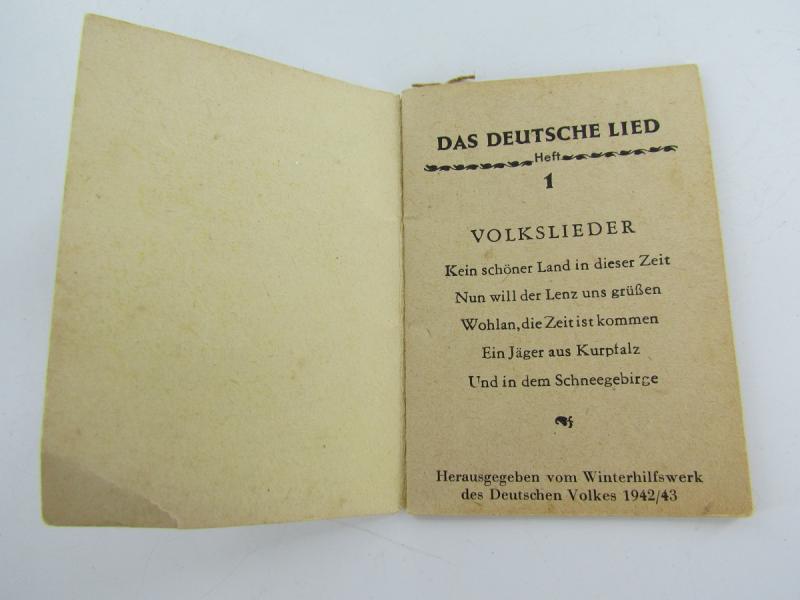 DAS DEUTSCHE LIED
Heft
1
VOLKSLIEDER
Kein schöner Land in dieser Zeit
Nun will der Lenz uns grüßen
Wohlan, die Zeit ist kommen
Ein Jäger aus Kurpfalz
Und in dem Schneegebirge
Herausgegeben vom Winterhilfswerk
des Deutschen Volkes 1942/43